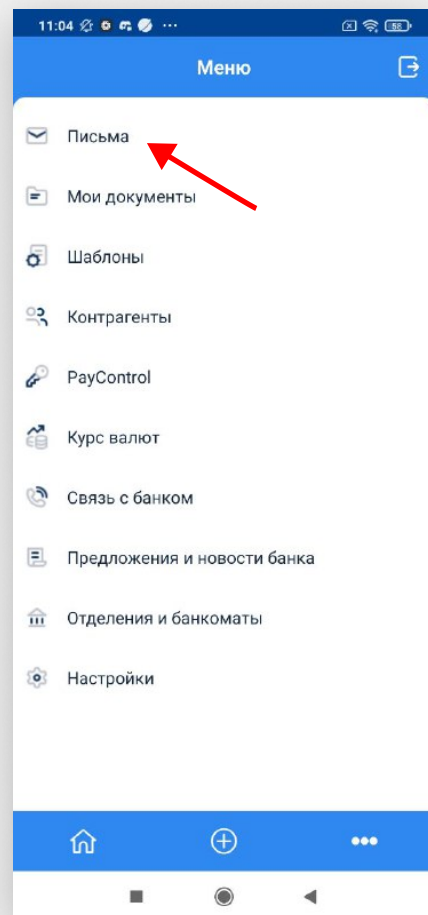 11:04
58
Меню
Письма
Мои документы
Шаблоны
Контрагенты
PayControl
Курс валют
Связь с банком
Предложения и новости банка
Отделения и банкоматы
Настройки